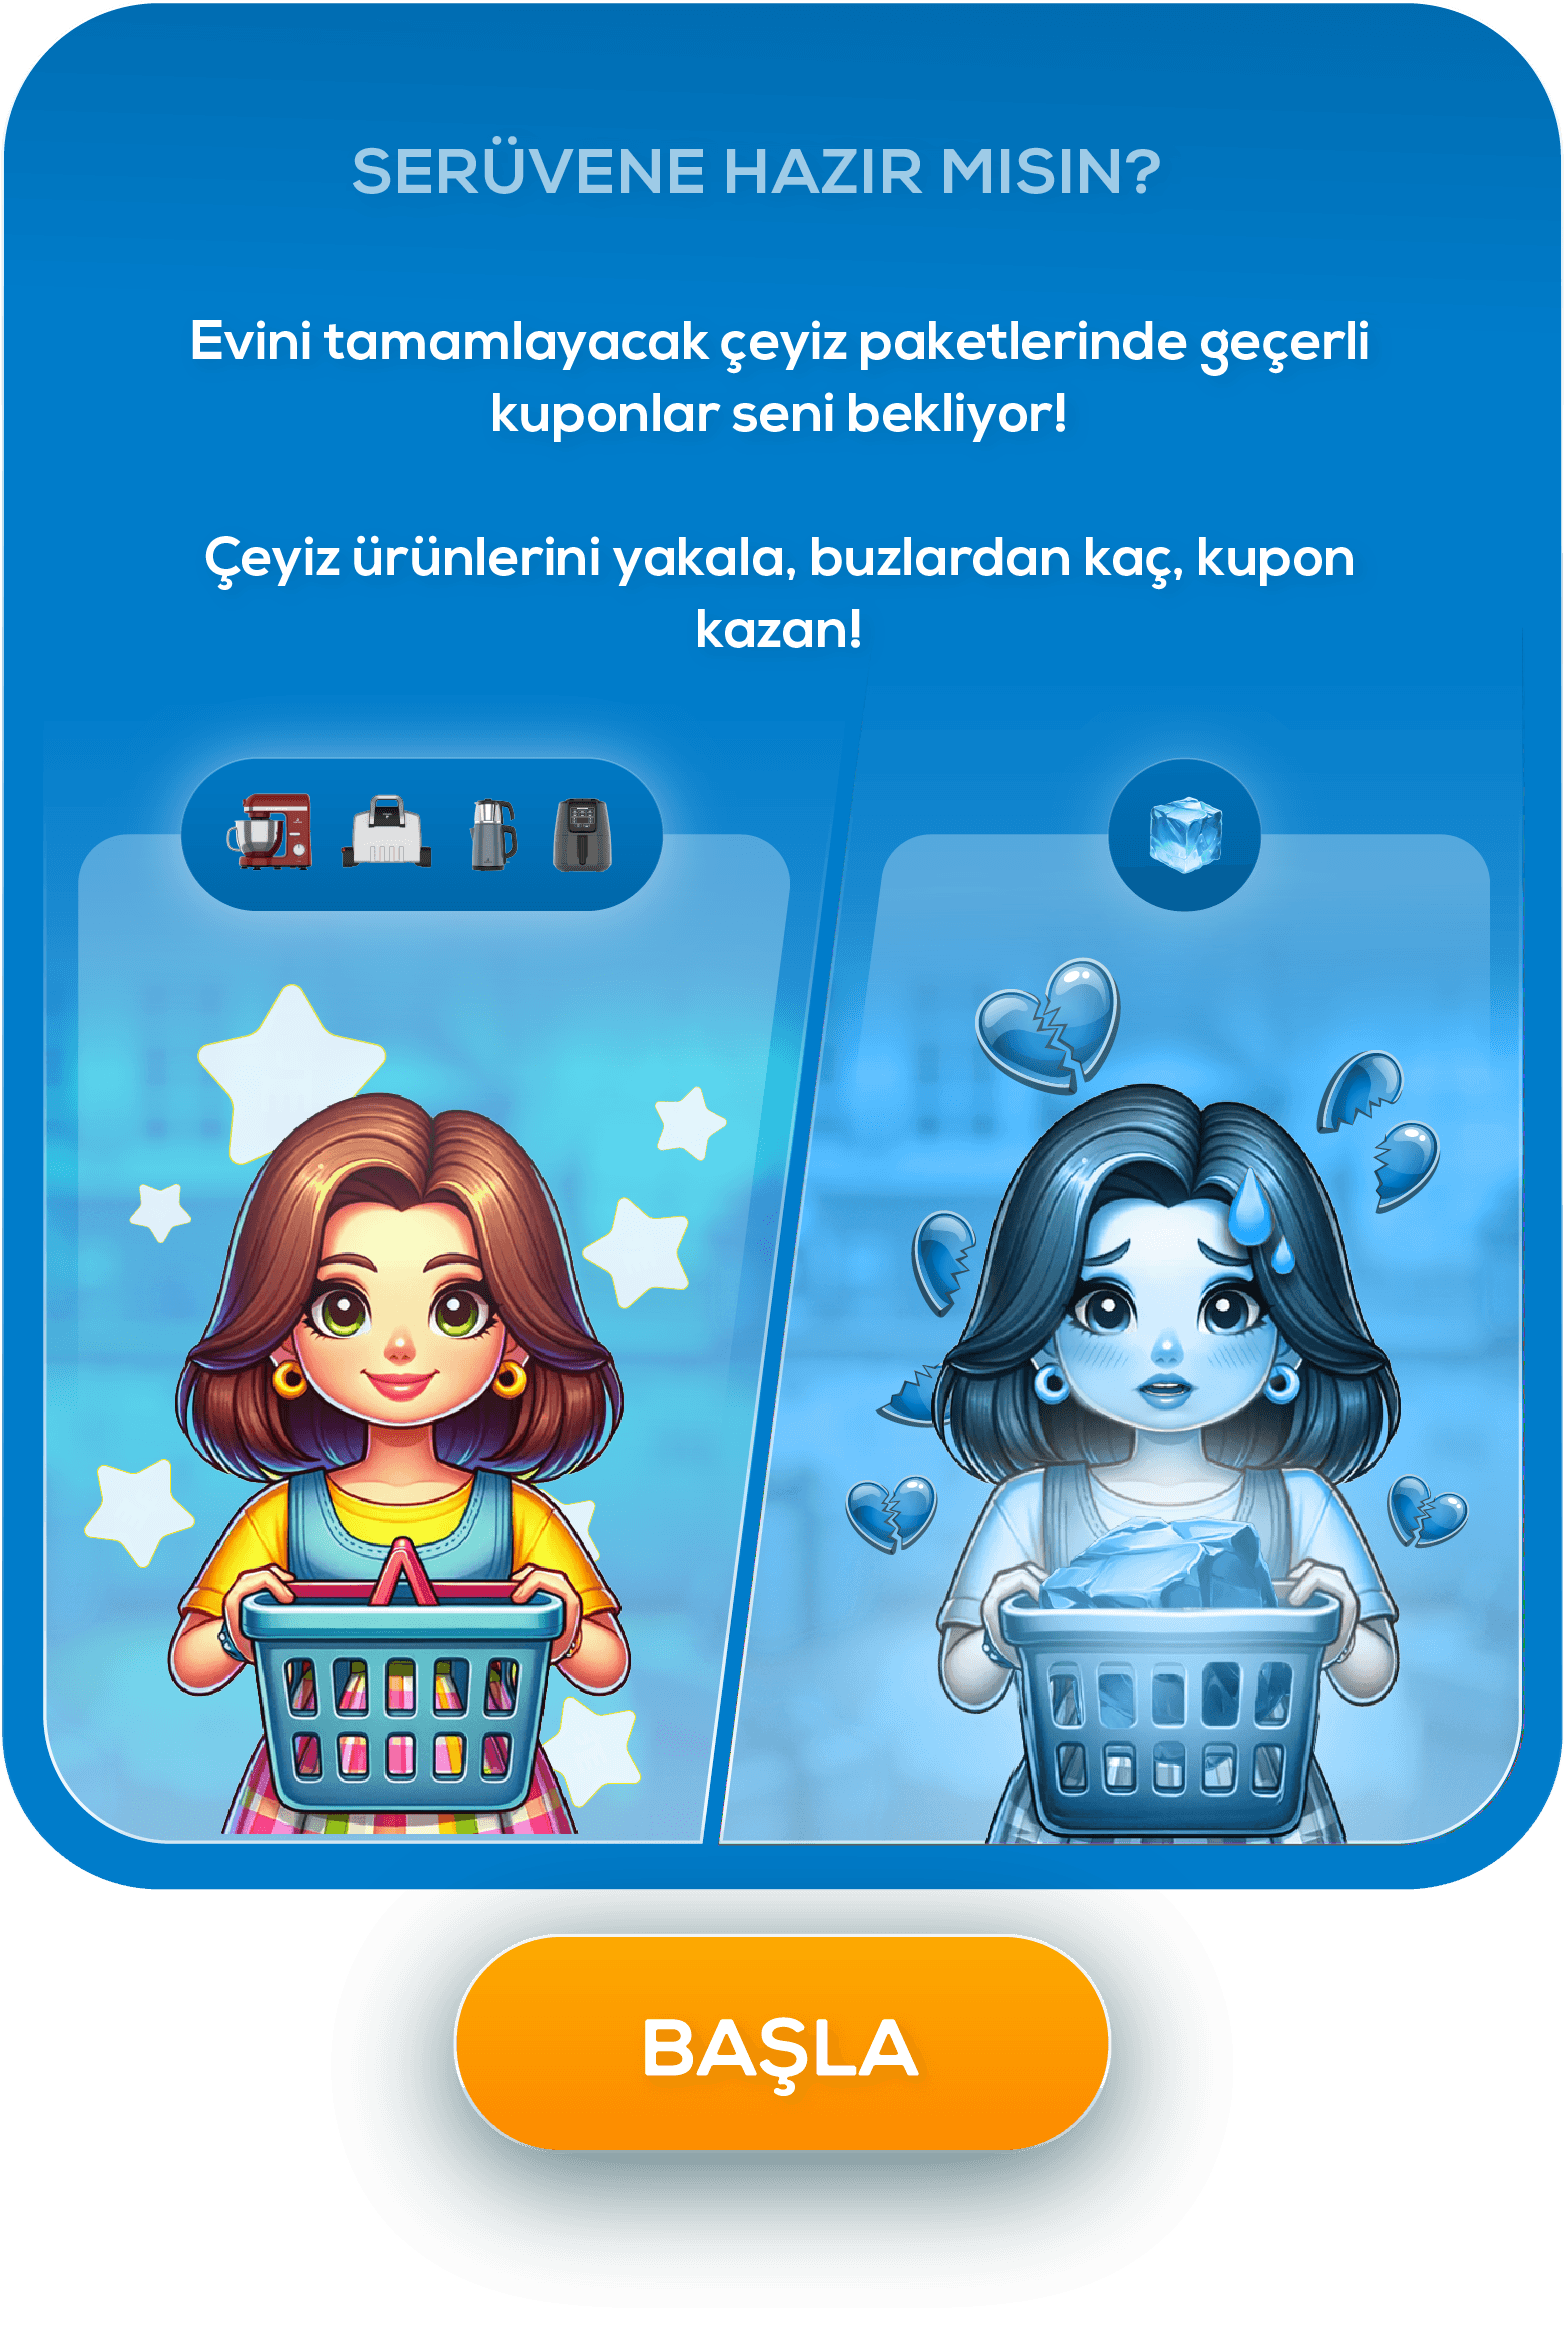 SERÜVENE HAZIR MISIN?
Evini tamamlayacak çeyiz paketlerinde geçerli
kuponlar seni bekliyor!
Çeyiz ürünlerini yakala, buzlardan kaç, kupon
kazan!
BAŞLA